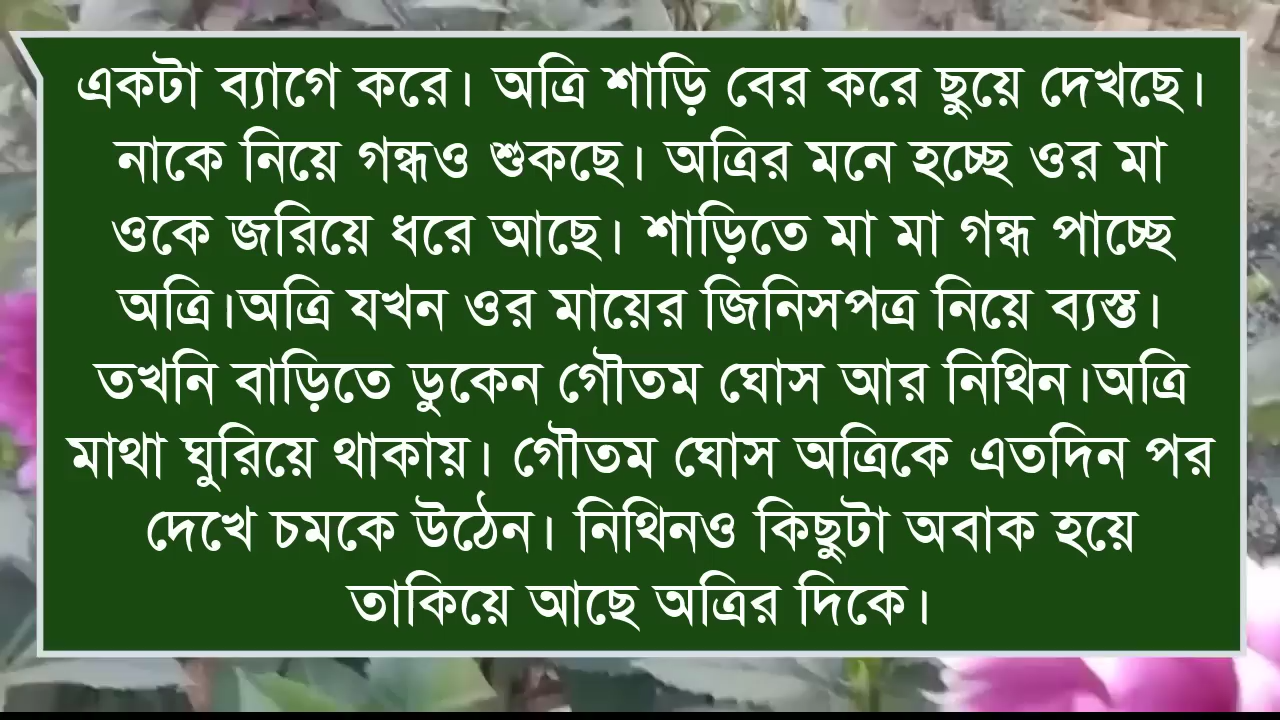 একটা ব্যাগে করে। অত্রি শাড়ি বের করে ছুয়ে দেখছে।
নাকে নিয়ে গন্ধও শুকছে। অত্রির মনে হচ্ছে ওর মা
ওকে জরিয়ে ধরে আছে। শাড়িতে মা মা গন্ধ পাচ্ছে
অত্রি।অত্রি যখন ওর মায়ের জিনিসপত্র নিয়ে ব্যস্ত।
তখনি বাড়িতে ডুকেন গৌতম ঘোস আর নিথিন।অত্রি
মাথা ঘুরিয়ে থাকায়। গৌতম ঘোস অত্রিকে এতদিন পর
দেখে চমকে উঠেন। নিথিনও কিছুটা অবাক হয়ে
তাকিয়ে আছে অত্রির দিকে।